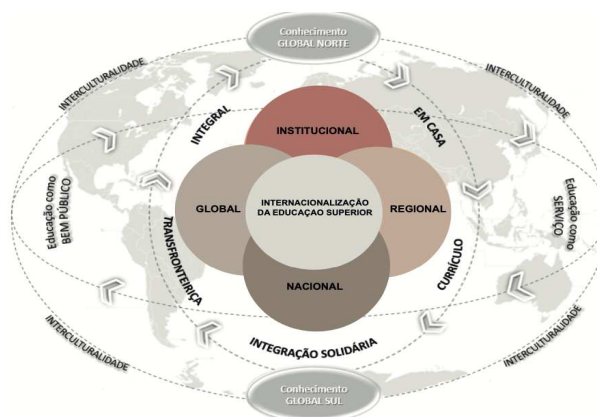 Conhecimento
GLOBAL NORTE
INTERCULTURALIDADE
INTERCULTURALIDADE
INTEGRAL
EM CASA
INSTITUCIONAL
Educação como
BEM PÚBLICO
GLOBAL
INTERNACIONALIZAÇÃO
DA EDUCAÇAO SUPERIOR
REGIONAL
Educação como
SERVIÇO
TRANSFRONTEIRIÇA
CURRÍCULO
NACIONAL
INTEGRAÇÃO SOLIDÁRIA
INTERCULTURALIDADE
INTERCULTURALIDADE
Conhecimento
GLOBAL SUL